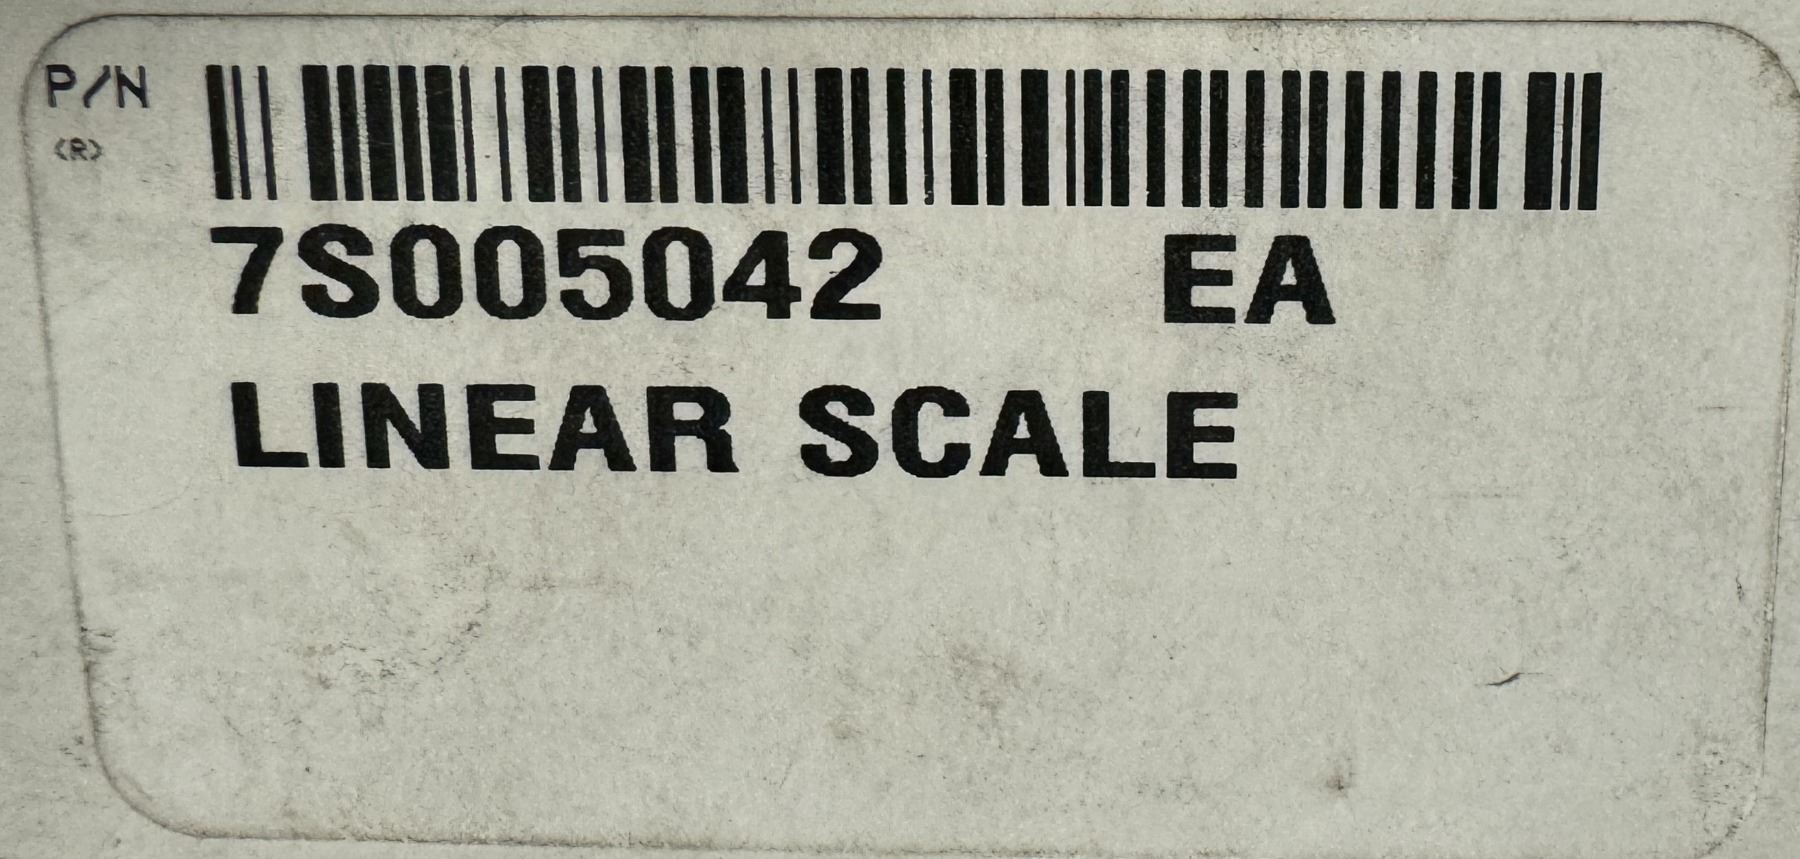 P/N
(R)
7S005042 EA
LINEAR SCALE